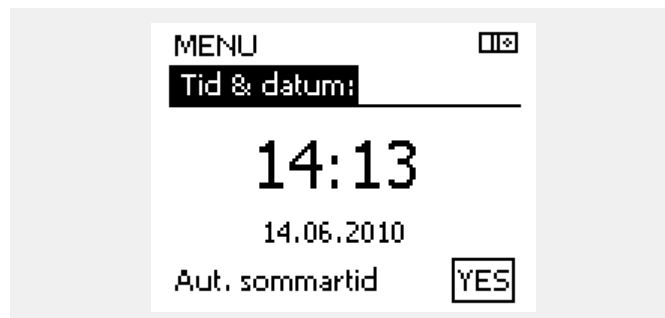 MENU
Tid & datum:
14:13
14.06.2010
Aut. sommartid YES